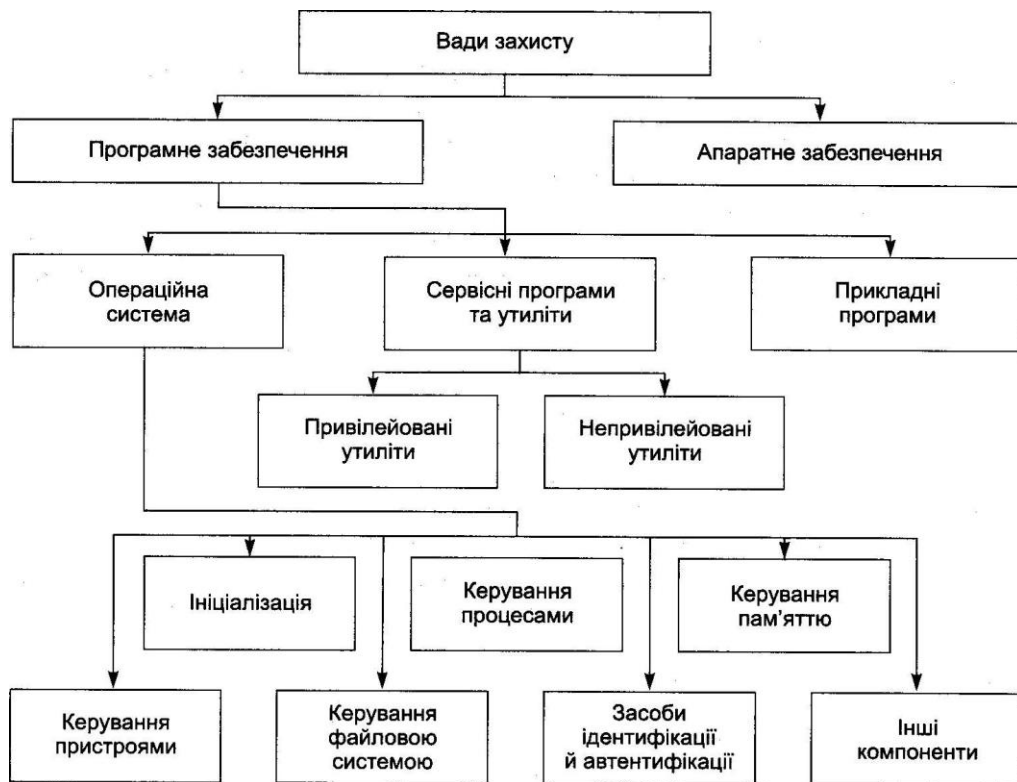 Вади захисту
Програмне забезпечення
Апаратне забезпечення
Операційна
система
Сервісні програми
та утиліти
Прикладні
програми
Привілейовані
утиліти
Непривілейовані
утиліти
Ініціалізація
Керування
процесами
Керування
пам’яттю
Керування
пристроями
Керування
файловою
системою
Засоби
ідентифікації
й автентифікації
Інші
компоненти